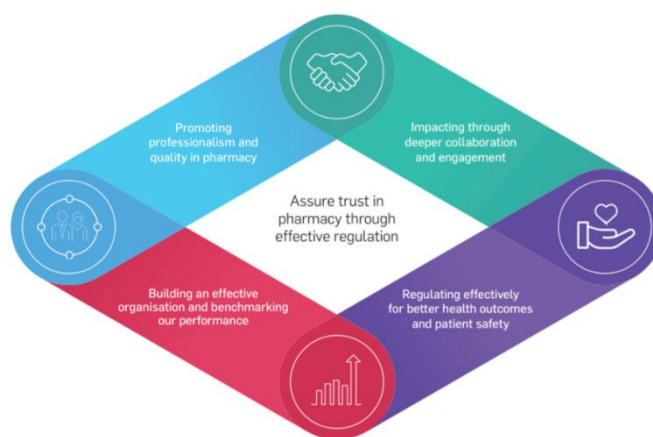 Promoting
professionalism and
quality in pharmacy
Impacting through
deeper collaboration
and engagement
Assure trust in
pharmacy through
effective regulation
Building an effective
organisation and benchmarking
our performance
Regulating effectively
for better health outcomes
and patient safety